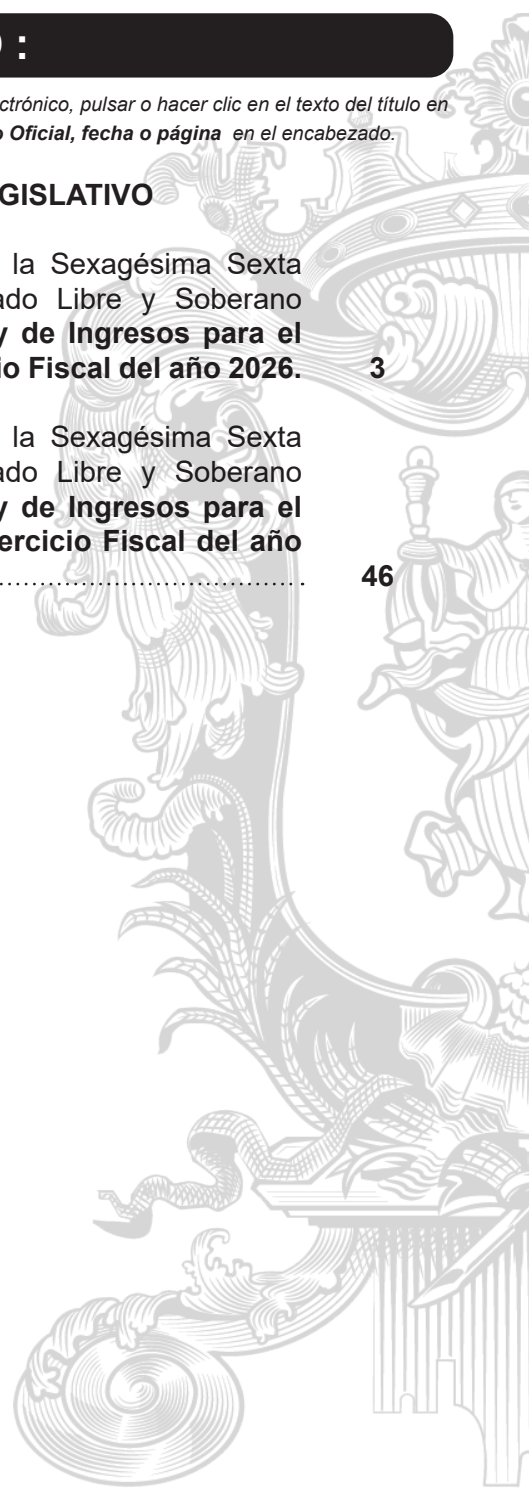 :
ctrónico, pulsar o hacer clic en el texto del título en
Oficial, fecha o página en el encabezado.
GISLATIVO
la Sexagésima Sexta
ado Libre y Soberano
y de Ingresos para el
io Fiscal del año 2026. 3
la Sexagésima Sexta
ado Libre y Soberano
y de Ingresos para el
ercicio Fiscal del año
46